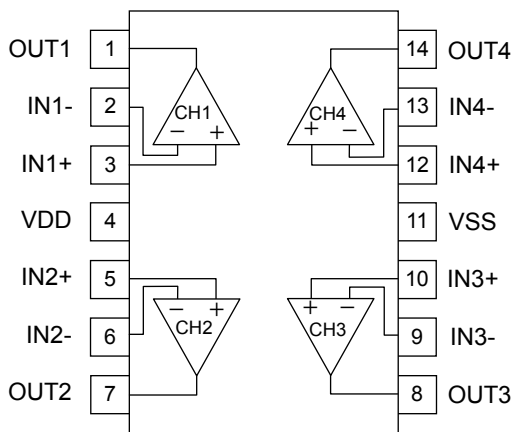 OUT1 1 14 OUT4
IN1- 2 CH1 CH4 13 IN4-
− + + −
IN1+ 3 12 IN4+
VDD 4 11 VSS
IN2+ 5 10 IN3+
− + + −
IN2- 6 CH2 CH3 9 IN3-
OUT2 7 8 OUT3